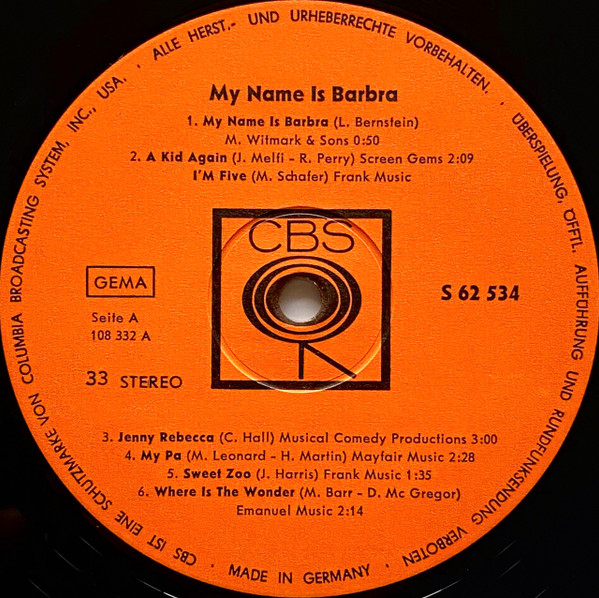 CBS IST EINE SCHUTZMARKE VON COLUMBIA BROADCASTING SYSTEM, INC., USA. · ALLE HERST.- UND URHEBERRECHTE VORBEHALTEN. · ÜBERSPIELUNG, ÖFFTL. AUFFÜHRUNG UND RUNDFUNKSENDUNG VERBOTEN · MADE IN GERMANY ·
My Name Is Barbra
1. My Name Is Barbra (L. Bernstein)
M. Witmark & Sons 0:50
2. A Kid Again (J. Melfi - R. Perry) Screen Gems 2:09
I'M Five (M. Schafer) Frank Music
CBS
GEMA
S 62 534
Seite A
108 332 A
33 STEREO
3. Jenny Rebecca (C. Hall) Musical Comedy Productions 3:00
4. My Pa (M. Leonard - H. Martin) Mayfair Music 2:28
5. Sweet Zoo (J. Harris) Frank Music 1:35
6. Where Is The Wonder (M. Barr - D. Mc Gregor)
Emanuel Music 2:14